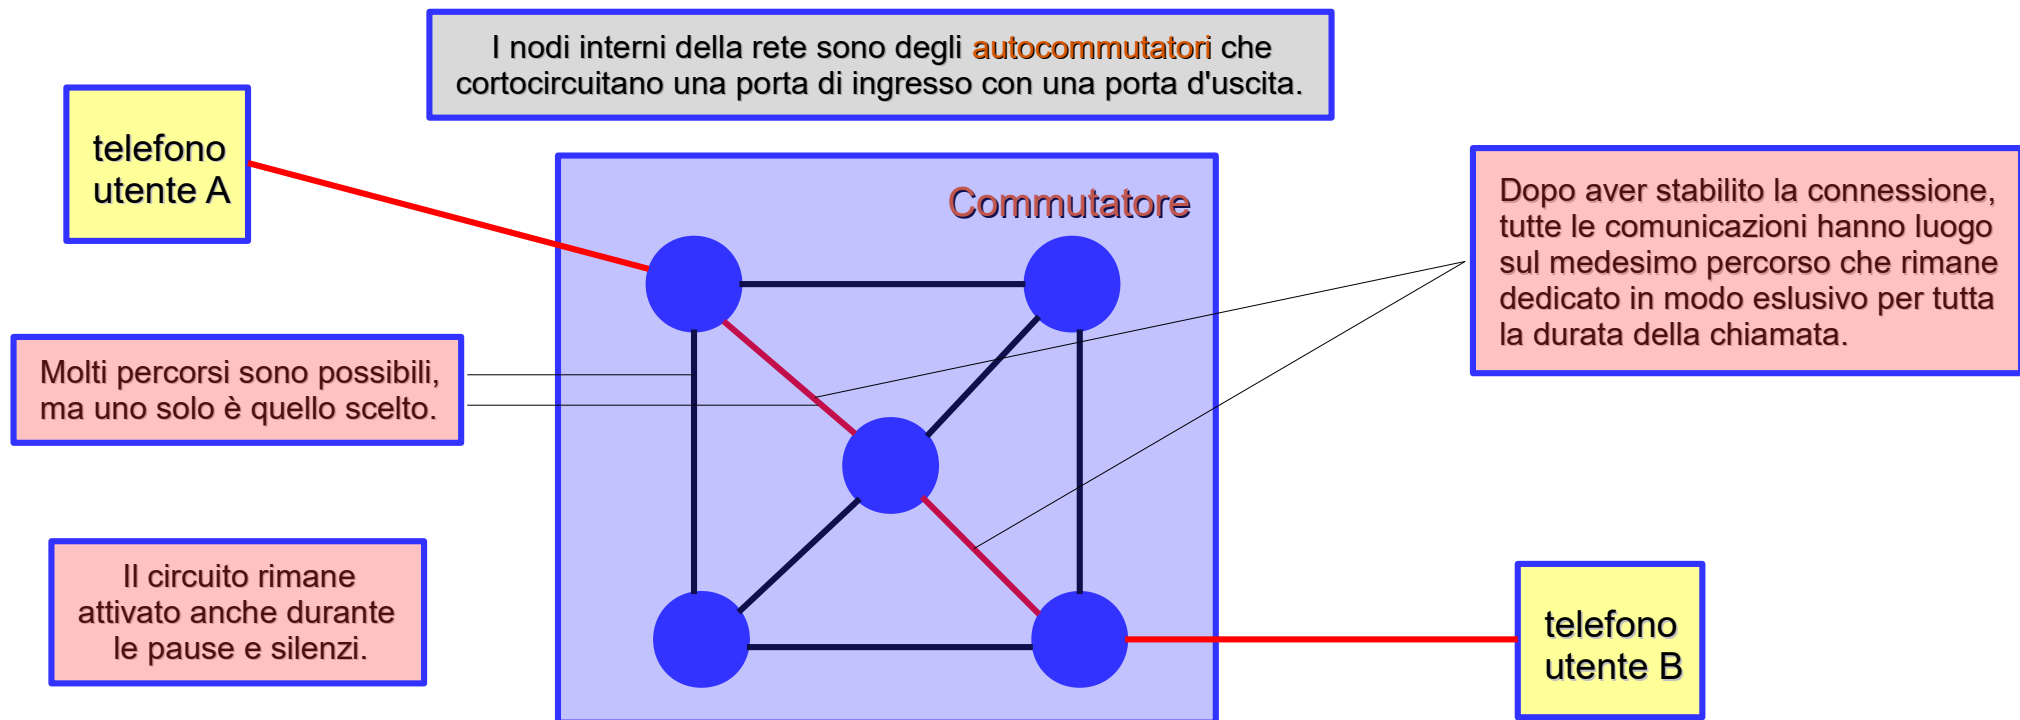 I nodi interni della rete sono degli autocommutatori che
cortocircuitano una porta di ingresso con una porta d'uscita.
telefono
utente A
Commutatore
Dopo aver stabilito la connessione,
tutte le comunicazioni hanno luogo
sul medesimo percorso che rimane
dedicato in modo eslusivo per tutta
la durata della chiamata.
Molti percorsi sono possibili,
ma uno solo è quello scelto.
Il circuito rimane
attivato anche durante
le pause e silenzi.
telefono
utente B